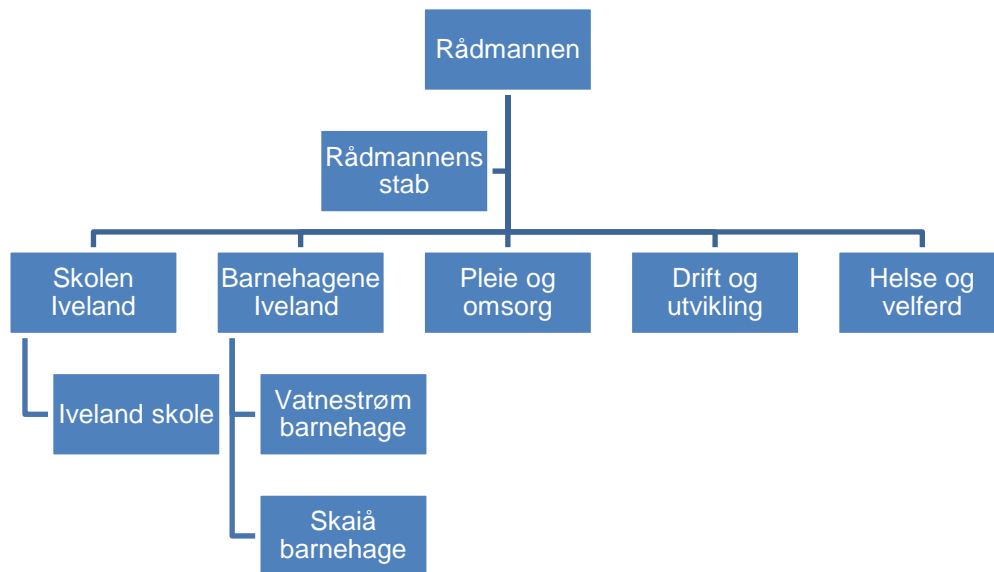 Rådmannen
Rådmannens
stab
Skolen
Iveland
Barnehagene
Iveland
Pleie og
omsorg
Drift og
utvikling
Helse og
velferd
Iveland skole
Vatnestrøm
barnehage
Skaiå
barnehage